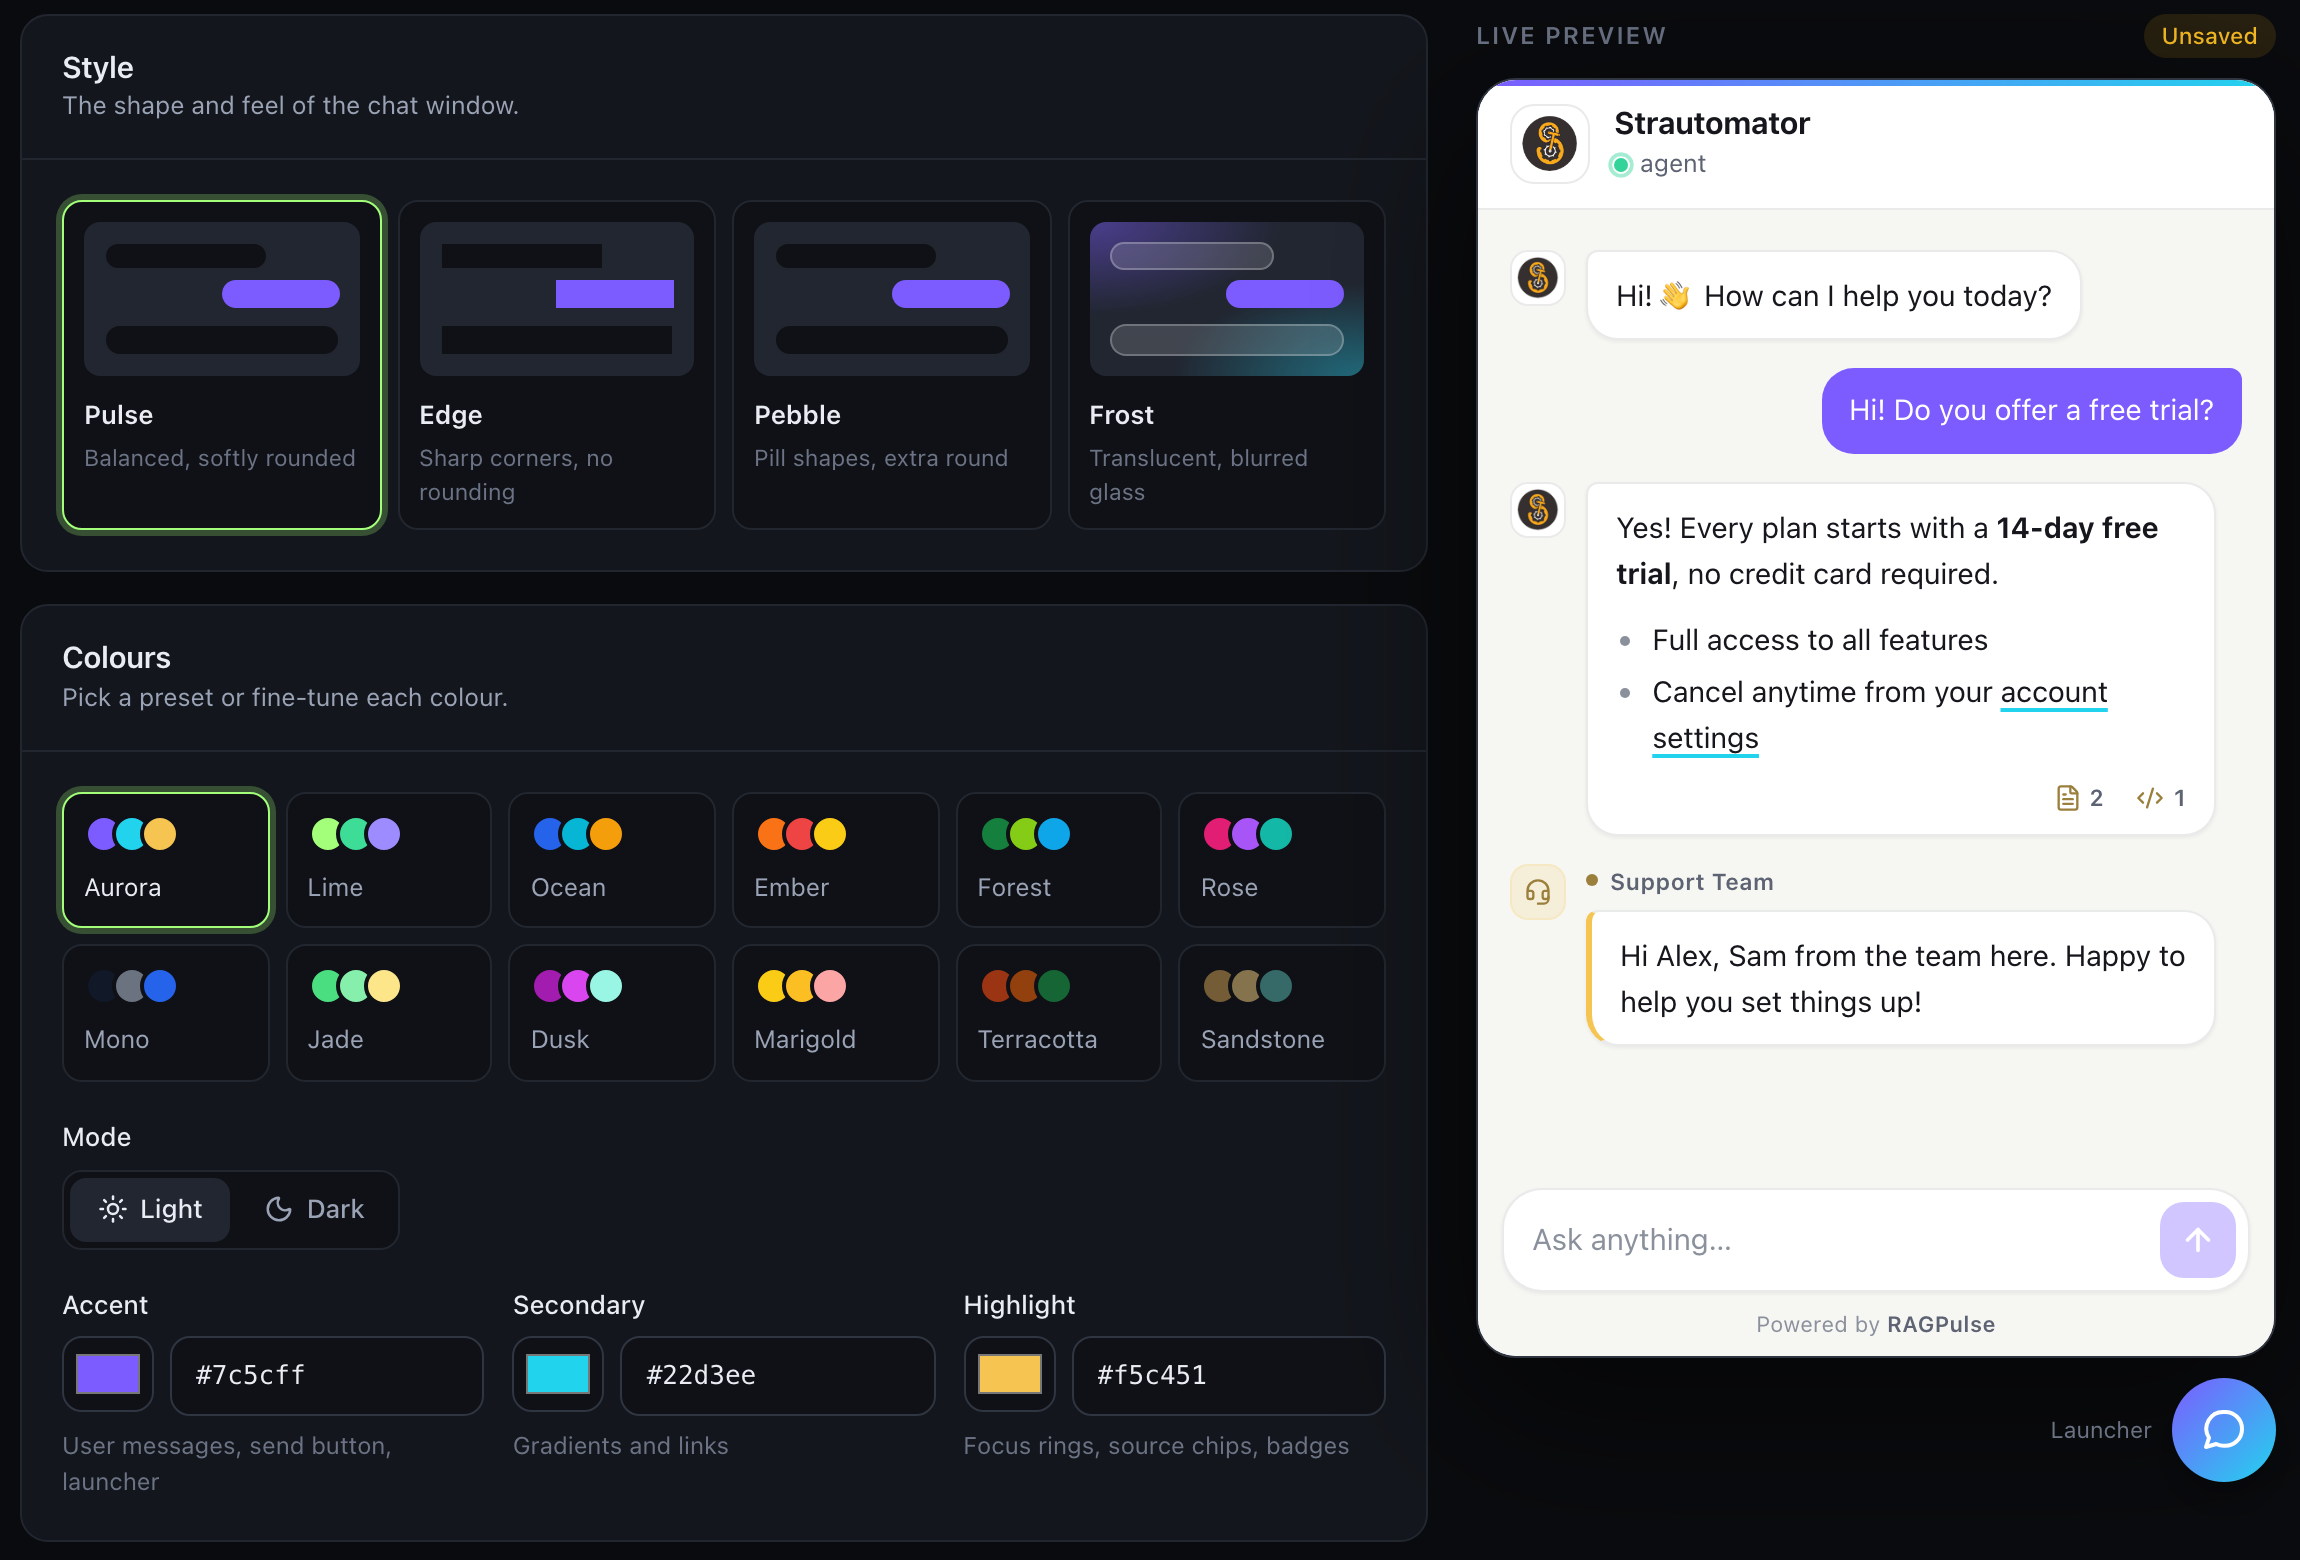 Style
The shape and feel of the chat window.
Pulse
Balanced, softly rounded
Edge
Sharp corners, no
rounding
Pebble
Pill shapes, extra round
Frost
Translucent, blurred
glass
Colours
Pick a preset or fine-tune each colour.
Aurora
Lime
Ocean
Ember
Forest
Rose
Mono
Jade
Dusk
Marigold
Terracotta
Sandstone
Mode
Light
Dark
Accent
#7c5cff
User messages, send button,
launcher
Secondary
#22d3ee
Gradients and links
Highlight
#f5c451
Focus rings, source chips, badges
LIVE PREVIEW
Unsaved
Strautomator
agent
Hi! 👋 How can I help you today?
Hi! Do you offer a free trial?
Yes! Every plan starts with a 14-day free
trial, no credit card required.
Full access to all features
Cancel anytime from your account
settings
2
1
Support Team
Hi Alex, Sam from the team here. Happy to
help you set things up!
Ask anything...
Powered by RAGPulse
Launcher